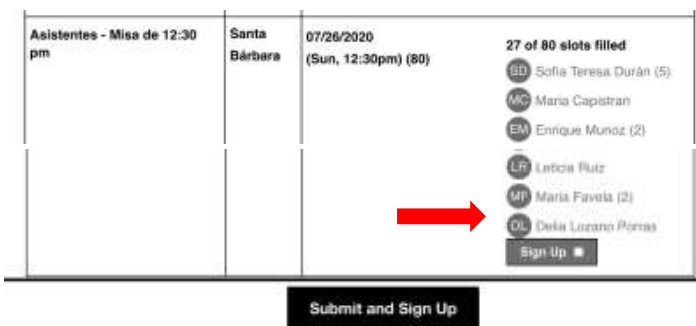 Asistentes - Misa de 12:30
pm
Santa
Bárbara
07/26/2020
(Sun, 12:30pm) (80)
27 of 80 slots filled
SD Sofia Teresa Durán (5)
MC Maria Capistran
EM Enrique Munoz (2)
LR Leticia Ruiz
MF Maria Favela (2)
DL Delia Lozano Porras
Sign Up
Submit and Sign Up